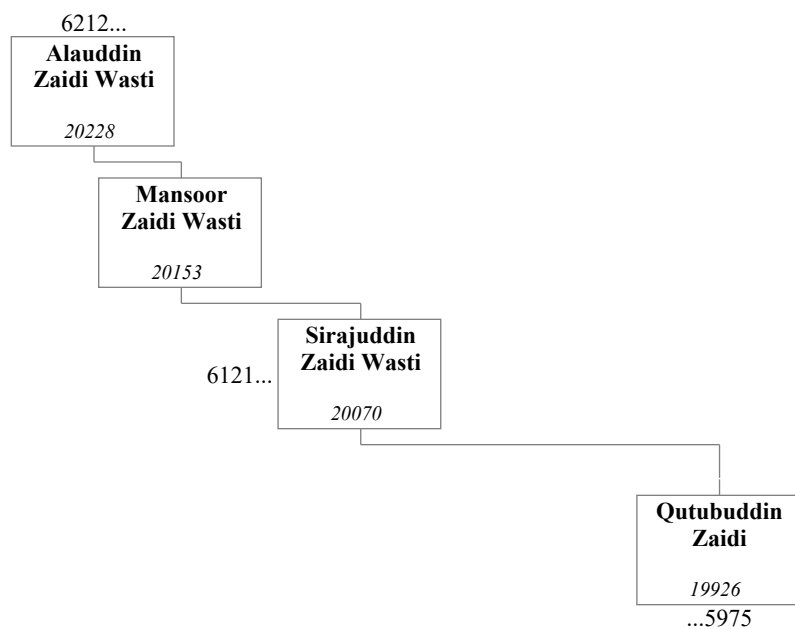 6212...
Alauddin
Zaidi Wasti
20228
Mansoor
Zaidi Wasti
20153
Sirajuddin
Zaidi Wasti
6121...
20070
Qutubuddin
Zaidi
19926
...5975